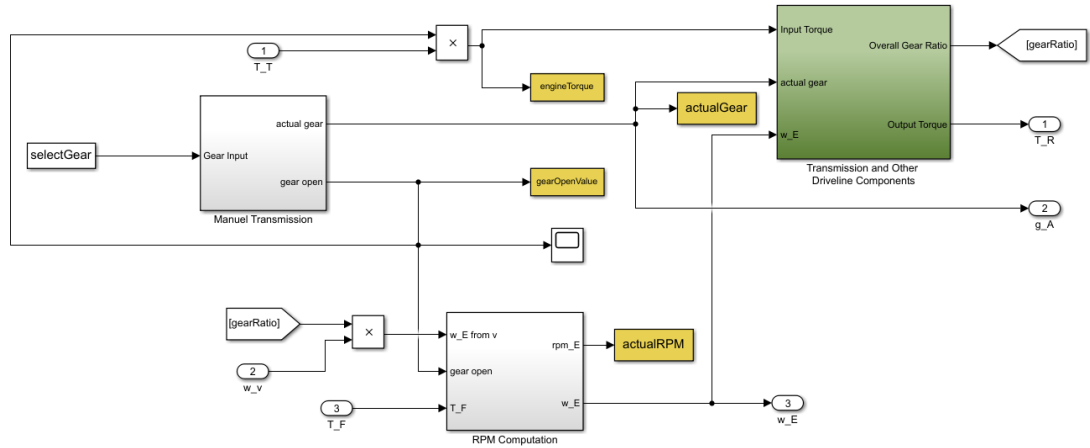 1
T_T
×
engineTorque
Input Torque
actual gear
w_E
Overall Gear Ratio
Output Torque
Transmission and Other
Driveline Components
[gearRatio]
1
T_R
actualGear
selectGear
Gear Input
actual gear
gear open
Manuel Transmission
gearOpenValue
2
g_A
[gearRatio]
×
2
w_v
3
T_F
w_E from v
gear open
T_F
rpm_E
w_E
RPM Computation
actualRPM
3
w_E